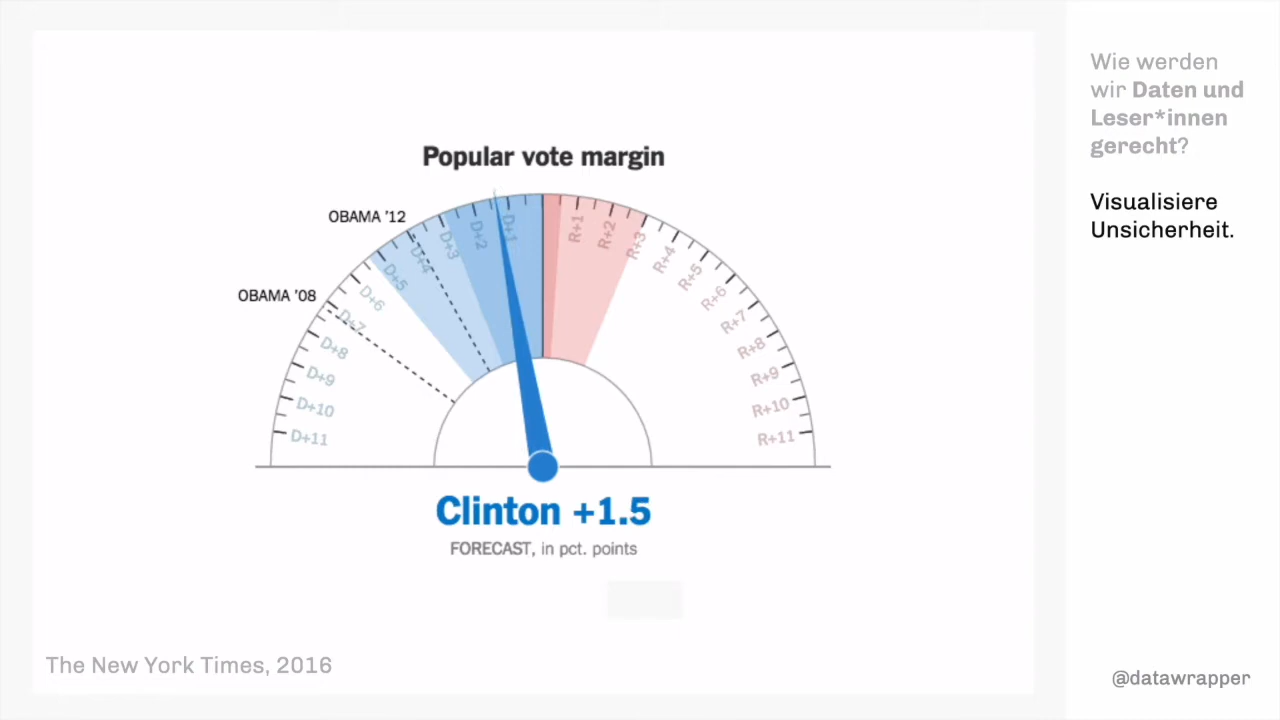 Wie werden
wir Daten und
Leser*innen
gerecht?
Visualisiere
Unsicherheit.
Popular vote margin
OBAMA '12
OBAMA '08
D+11
D+10
D+9
D+8
D+7
D+6
D+5
D+4
D+3
D+2
D+1
R+1
R+2
R+3
R+4
R+5
R+6
R+7
R+8
R+9
R+10
R+11
Clinton +1.5
FORECAST, in pct. points
The New York Times, 2016
@datawrapper